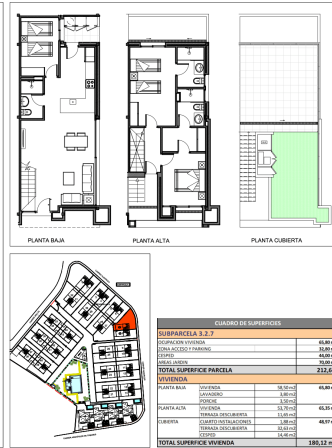 PLANTA BAJA
PLANTA ALTA
PLANTA CUBIERTA
CUADRO DE SUPERFICIES
SUBPARCELA 3.2.7
OCUPACION VIVIENDA 65,80
ZONA ACCESO Y PARKING 32,80
CESPED 44,00
AREAS JARDIN 70,00
TOTAL SUPERFICIE PARCELA 212,6
VIVIENDA
PLANTA BAJA VIVIENDA 58,50 m2 65,80
LAVADERO 3,80 m2
PORCHE 3,50 m2
PLANTA ALTA VIVIENDA 53,70 m2 65,35
TERRAZA DESCUBIERTA 11,65 m2
CUBIERTA CUARTO INSTALACIONES 1,88 m2 48,97
TERRAZA DESCUBIERTA 32,63 m2
CESPED 14,46 m2
TOTAL SUPERFICIE VIVIENDA 180,12